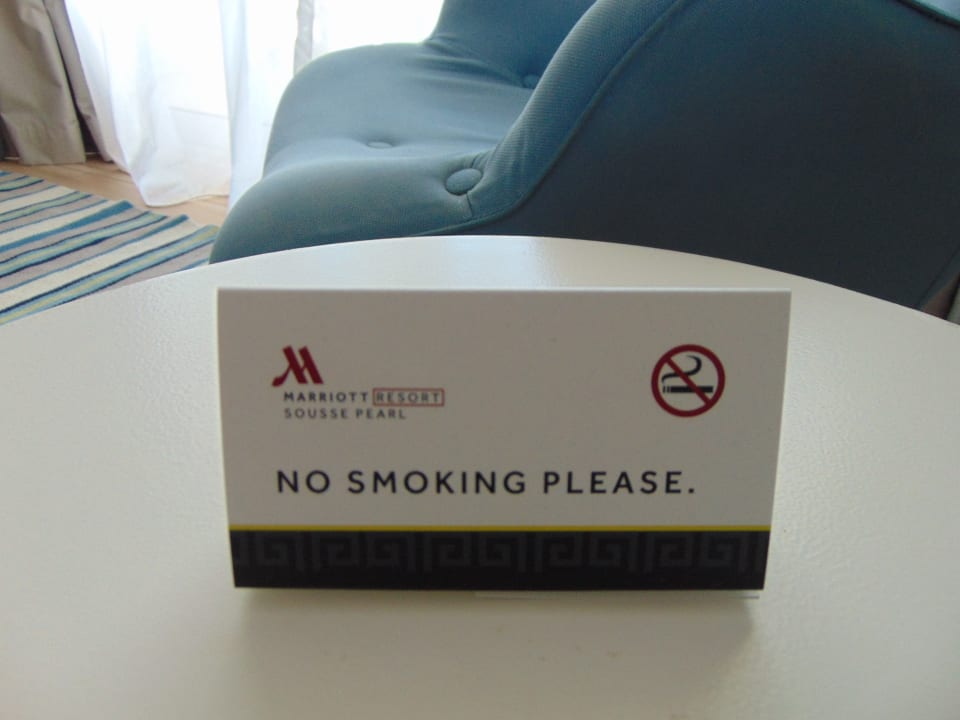 MARRIOTT RESORT
SOUSSE PEARL
NO SMOKING PLEASE.